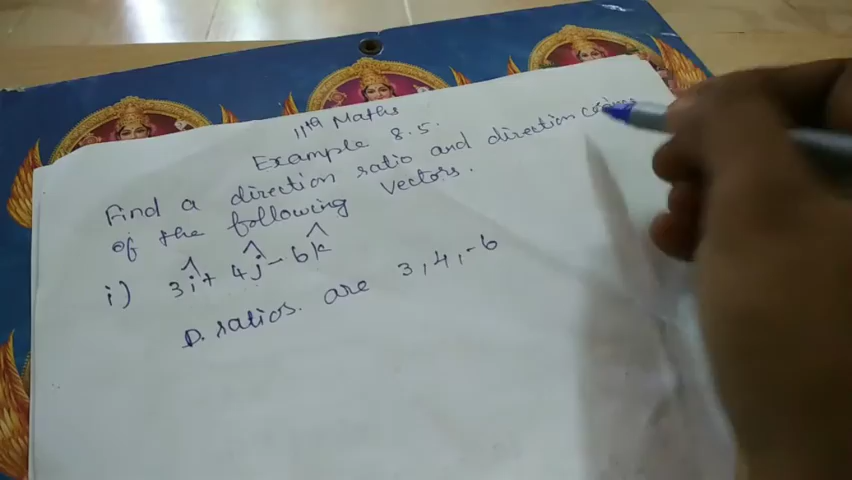 11th Maths
Example 8.5.
Find a direction ratio and direction cosines
of the following vectors.
i) 3î + 4ĵ - 6k̂
D. ratios. are 3, 4, -6